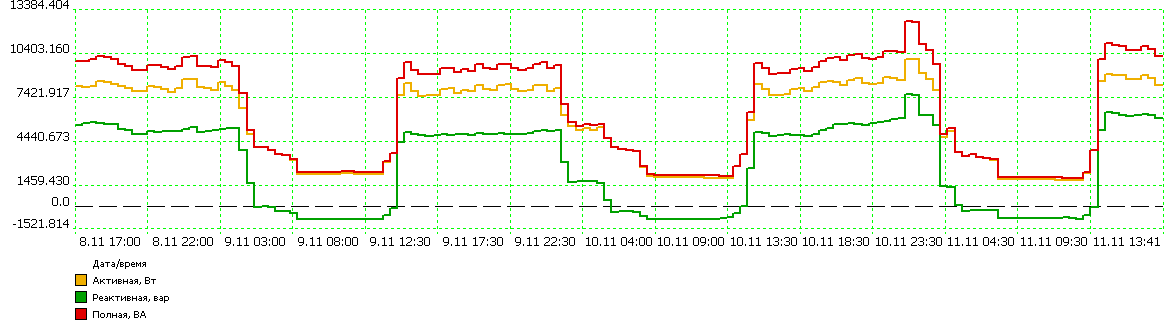 13384.404
10403.160
7421.917
4440.673
1459.430
0.0
-1521.814
8.11 17:00 8.11 22:00 9.11 03:00 9.11 08:00 9.11 12:30 9.11 17:30 9.11 22:30 10.11 04:00 10.11 09:00 10.11 13:30 10.11 18:30 10.11 23:30 11.11 04:30 11.11 09:30 11.11 13:41
Дата/время
Активная, Вт
Реактивная, вар
Полная, ВА